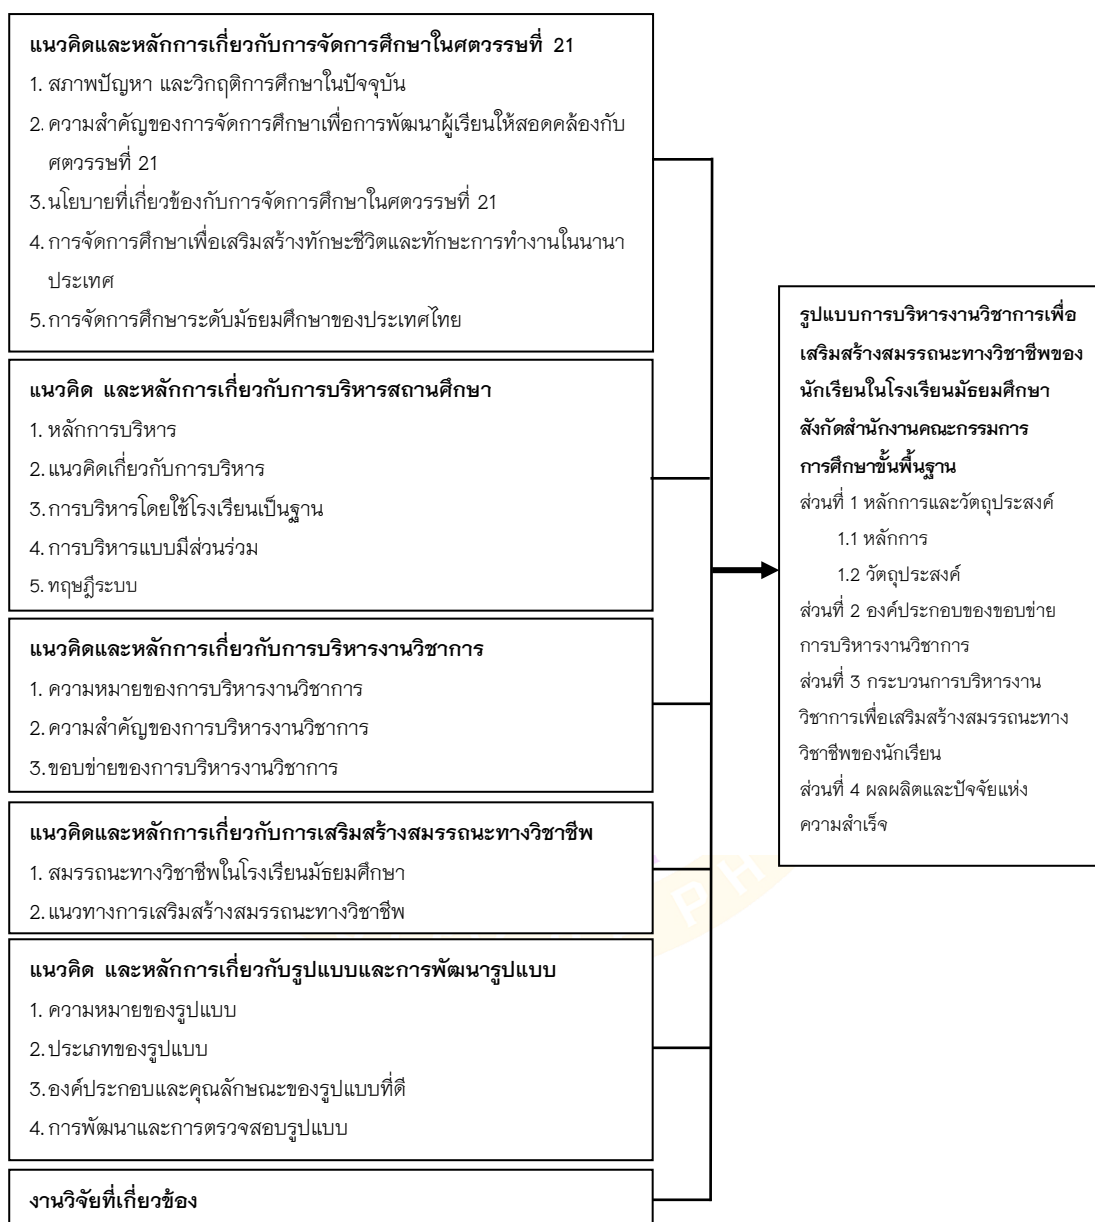 แนวคิดและหลักการเกี่ยวกับการจัดการศึกษาในศตวรรษที่ 21
1. สภาพปัญหา และวิกฤติการศึกษาในปัจจุบัน
2. ความสำคัญของการจัดการศึกษาเพื่อการพัฒนาผู้เรียนให้สอดคล้องกับ
ศตวรรษที่ 21
3. นโยบายที่เกี่ยวข้องกับการจัดการศึกษาในศตวรรษที่ 21
4. การจัดการศึกษาเพื่อเสริมสร้างทักษะชีวิตและทักษะการทำงานในนานา
ประเทศ
5. การจัดการศึกษาระดับมัธยมศึกษาของประเทศไทย
แนวคิด และหลักการเกี่ยวกับการบริหารสถานศึกษา
1. หลักการบริหาร
2. แนวคิดเกี่ยวกับการบริหาร
3. การบริหารโดยใช้โรงเรียนเป็นฐาน
4. การบริหารแบบมีส่วนร่วม
5. ทฤษฎีระบบ
แนวคิดและหลักการเกี่ยวกับการบริหารงานวิชาการ
1. ความหมายของการบริหารงานวิชาการ
2. ความสำคัญของการบริหารงานวิชาการ
3. ขอบข่ายของการบริหารงานวิชาการ
แนวคิดและหลักการเกี่ยวกับการเสริมสร้างสมรรถนะทางวิชาชีพ
1. สมรรถนะทางวิชาชีพในโรงเรียนมัธยมศึกษา
2. แนวทางการเสริมสร้างสมรรถนะทางวิชาชีพ
แนวคิด และหลักการเกี่ยวกับรูปแบบและการพัฒนารูปแบบ
1. ความหมายของรูปแบบ
2. ประเภทของรูปแบบ
3. องค์ประกอบและคุณลักษณะของรูปแบบที่ดี
4. การพัฒนาและการตรวจสอบรูปแบบ
งานวิจัยที่เกี่ยวข้อง
รูปแบบการบริหารงานวิชาการเพื่อ
เสริมสร้างสมรรถนะทางวิชาชีพของ
นักเรียนในโรงเรียนมัธยมศึกษา
สังกัดสำนักงานคณะกรรมการ
การศึกษาขั้นพื้นฐาน
ส่วนที่ 1 หลักการและวัตถุประสงค์
1.1 หลักการ
1.2 วัตถุประสงค์
ส่วนที่ 2 องค์ประกอบของขอบข่าย
การบริหารงานวิชาการ
ส่วนที่ 3 กระบวนการบริหารงาน
วิชาการเพื่อเสริมสร้างสมรรถนะทาง
วิชาชีพของนักเรียน
ส่วนที่ 4 ผลผลิตและปัจจัยแห่ง
ความสำเร็จ